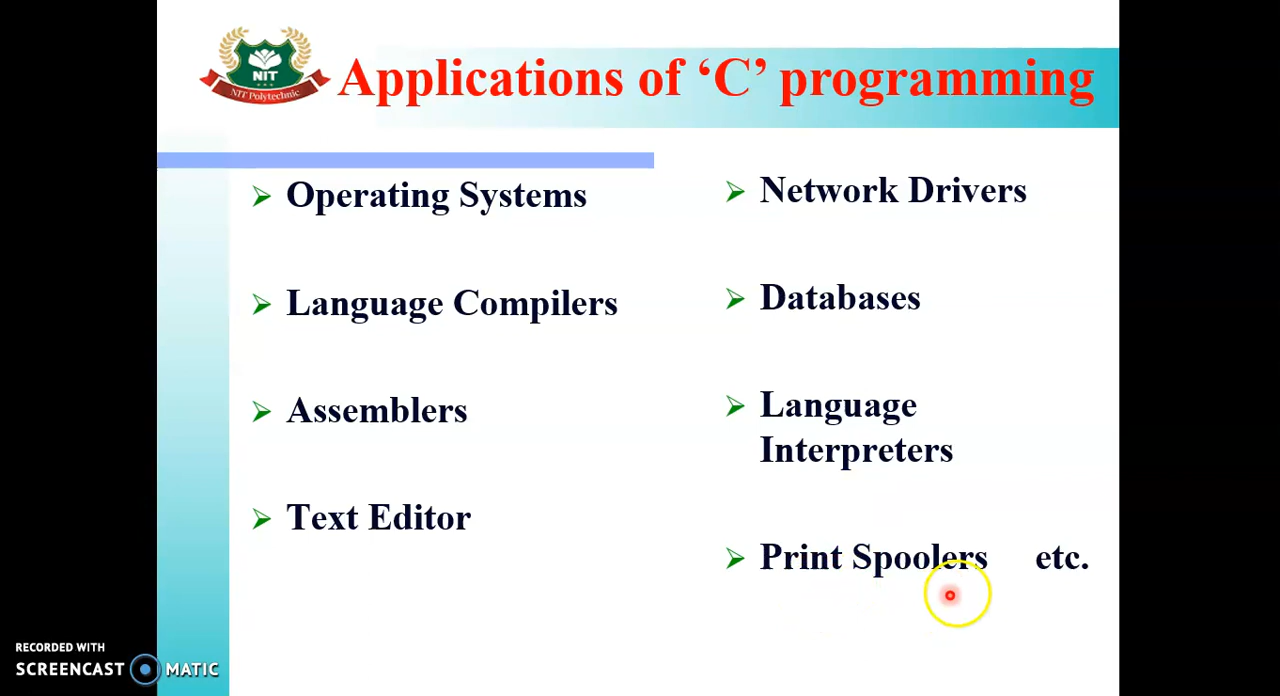 NIT
NIT Polytechnic
Applications of ‘C’ programming
Operating Systems
Language Compilers
Assemblers
Text Editor
Network Drivers
Databases
Language
Interpreters
Print Spoolers etc.
RECORDED WITH
SCREENCAST MATIC